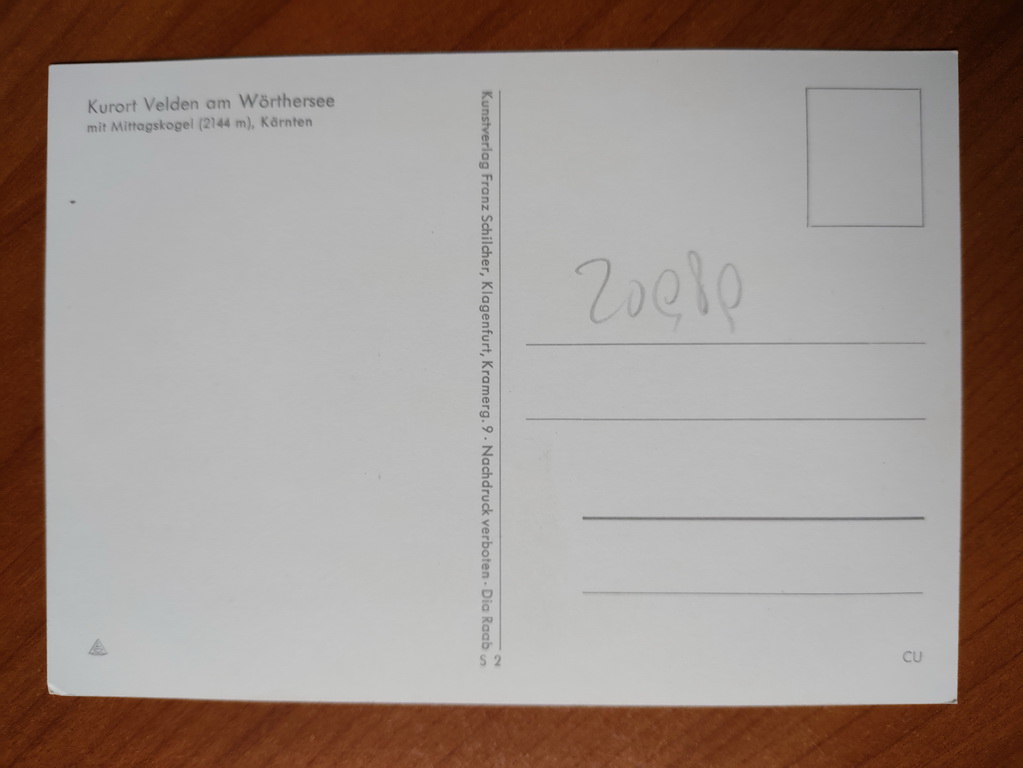 Kurort Velden am Wörthersee
mit Mittagskogel (2144 m), Kärnten
Kunstverlag Franz Schilcher, Klagenfurt, Kramerg. 9 · Nachdruck verboten · Dia Raab
S 2
CU